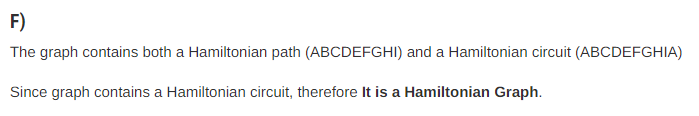 F)
The graph contains both a Hamiltonian path (ABCDEFGHI) and a Hamiltonian circuit (ABCDEFGHIA)
Since graph contains a Hamiltonian circuit, therefore It is a Hamiltonian Graph.